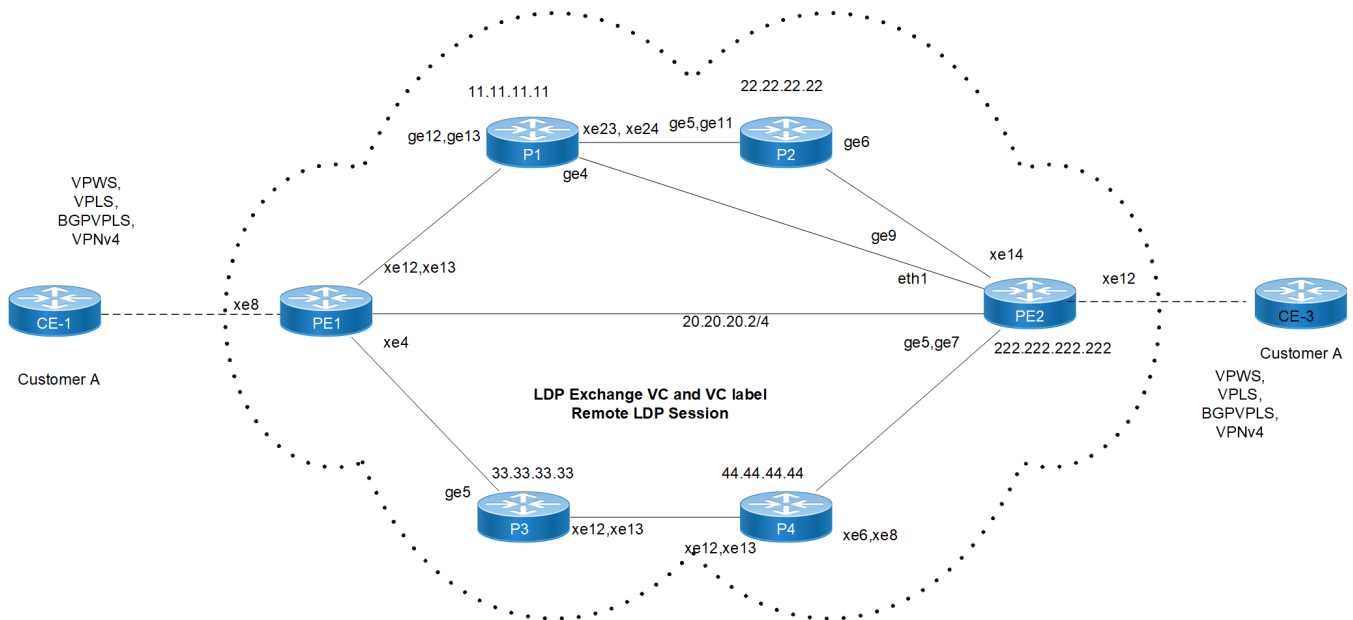 11.11.11.11
22.22.22.22
ge12,ge13
xe23, xe24
ge5,ge11
P1
P2
ge6
ge4
VPWS,
VPLS,
BGPVPLS,
VPNv4
ge9
xe12,xe13
xe14
eth1
xe8
xe12
CE-1
PE1
PE2
CE-3
20.20.20.2/4
xe4
ge5,ge7
222.222.222.222
Customer A
Customer A
LDP Exchange VC and VC label
Remote LDP Session
VPWS,
VPLS,
BGPVPLS,
VPNv4
33.33.33.33
44.44.44.44
ge5
P3
P4
xe12,xe13
xe6,xe8
xe12,xe13